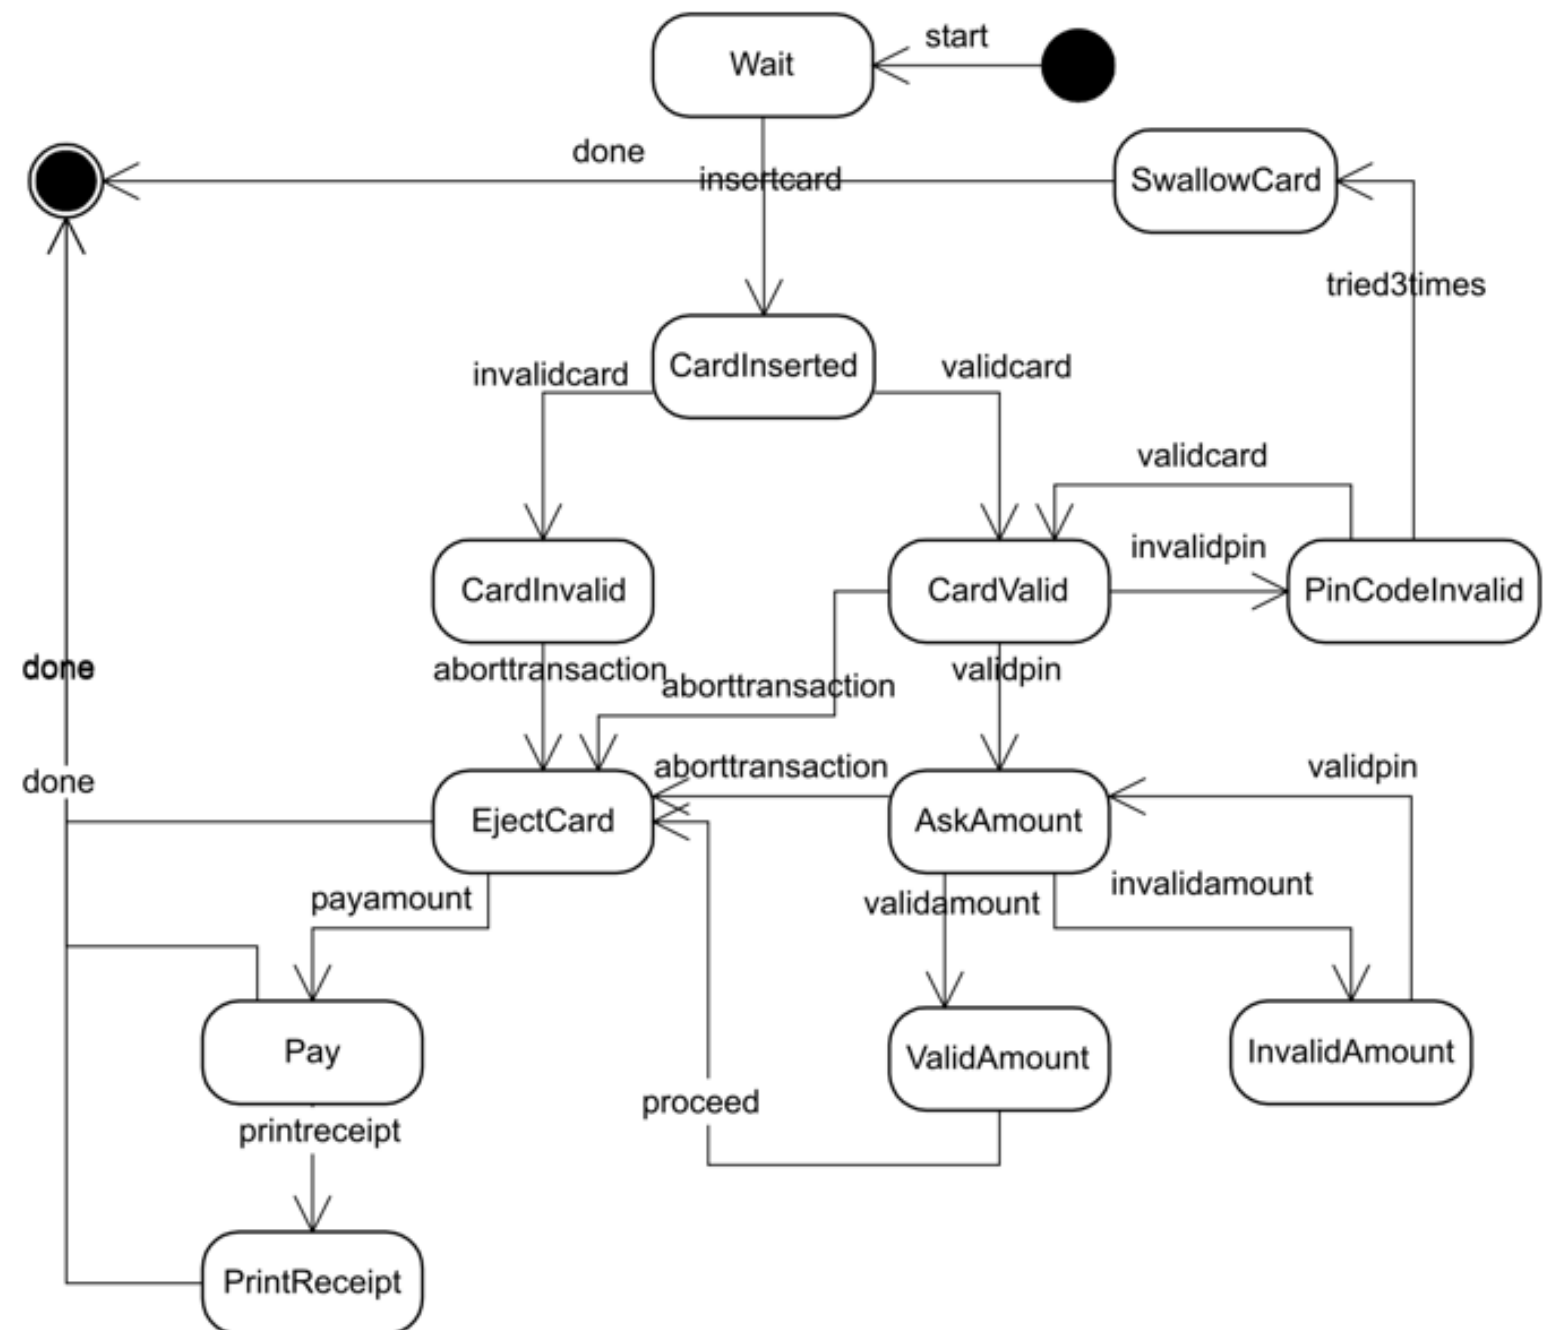 start
Wait
done
insertcard
SwallowCard
tried3times
CardInserted
invalidcard
validcard
validcard
invalidpin
CardInvalid
CardValid
PinCodeInvalid
done
aborttransaction
aborttransaction
validpin
done
aborttransaction
validpin
EjectCard
AskAmount
payamount
validamount
invalidamount
Pay
ValidAmount
InvalidAmount
proceed
printreceipt
PrintReceipt